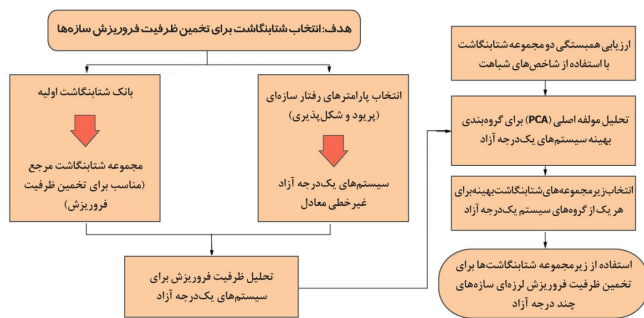 هدف: انتخاب شتابنگاشت برای تخمین ظرفیت فروریزش سازه‌ها
بانک شتابنگاشت اولیه
مجموعه شتابنگاشت مرجع
(مناسب برای تخمین ظرفیت
فروریزش)
انتخاب پارامترهای رفتار سازه‌ای
(پریود و شکل‌پذیری)
سیستم‌های یک‌درجه آزاد
غیرخطی معادل
تحلیل ظرفیت فروریزش برای
سیستم‌های یک‌درجه آزاد
ارزیابی همبستگی دو مجموعه شتابنگاشت
با استفاده از شاخص‌های شباهت
تحلیل مولفه اصلی (PCA) برای گروه‌بندی
بهینه سیستم‌های یک‌درجه آزاد
انتخاب زیرمجموعه‌های شتابنگاشت بهینه برای
هر یک از گروه‌های سیستم یک‌درجه آزاد
استفاده از زیرمجموعه شتابنگاشت‌ها برای
تخمین ظرفیت فروریزش لرزه‌ای سازه‌های
چند درجه آزاد